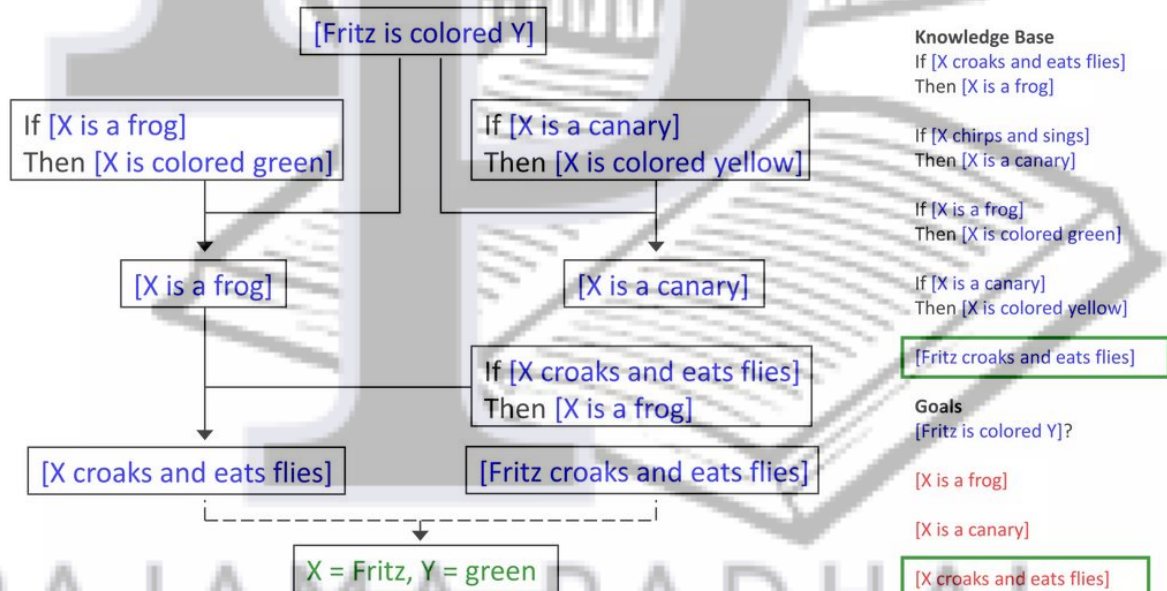 [Fritz is colored Y]
If [X is a frog]
Then [X is colored green]
If [X is a canary]
Then [X is colored yellow]
[X is a frog]
[X is a canary]
If [X croaks and eats flies]
Then [X is a frog]
[X croaks and eats flies]
[Fritz croaks and eats flies]
X = Fritz, Y = green
Knowledge Base
If [X croaks and eats flies]
Then [X is a frog]
If [X chirps and sings]
Then [X is a canary]
If [X is a frog]
Then [X is colored green]
If [X is a canary]
Then [X is colored yellow]
[Fritz croaks and eats flies]
Goals
[Fritz is colored Y]?
[X is a frog]
[X is a canary]
[X croaks and eats flies]